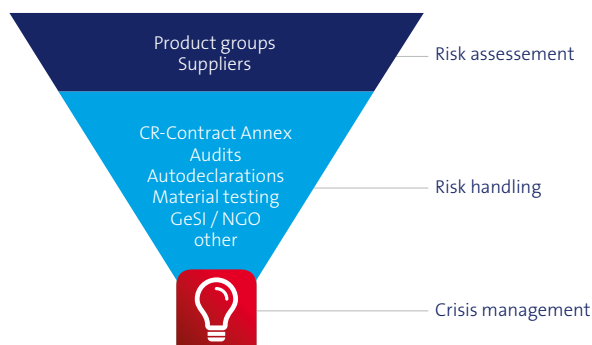 Product groups
Suppliers
Risk assessement
CR-Contract Annex
Audits
Autodeclarations
Material testing
GeSI / NGO
other
Risk handling
Crisis management